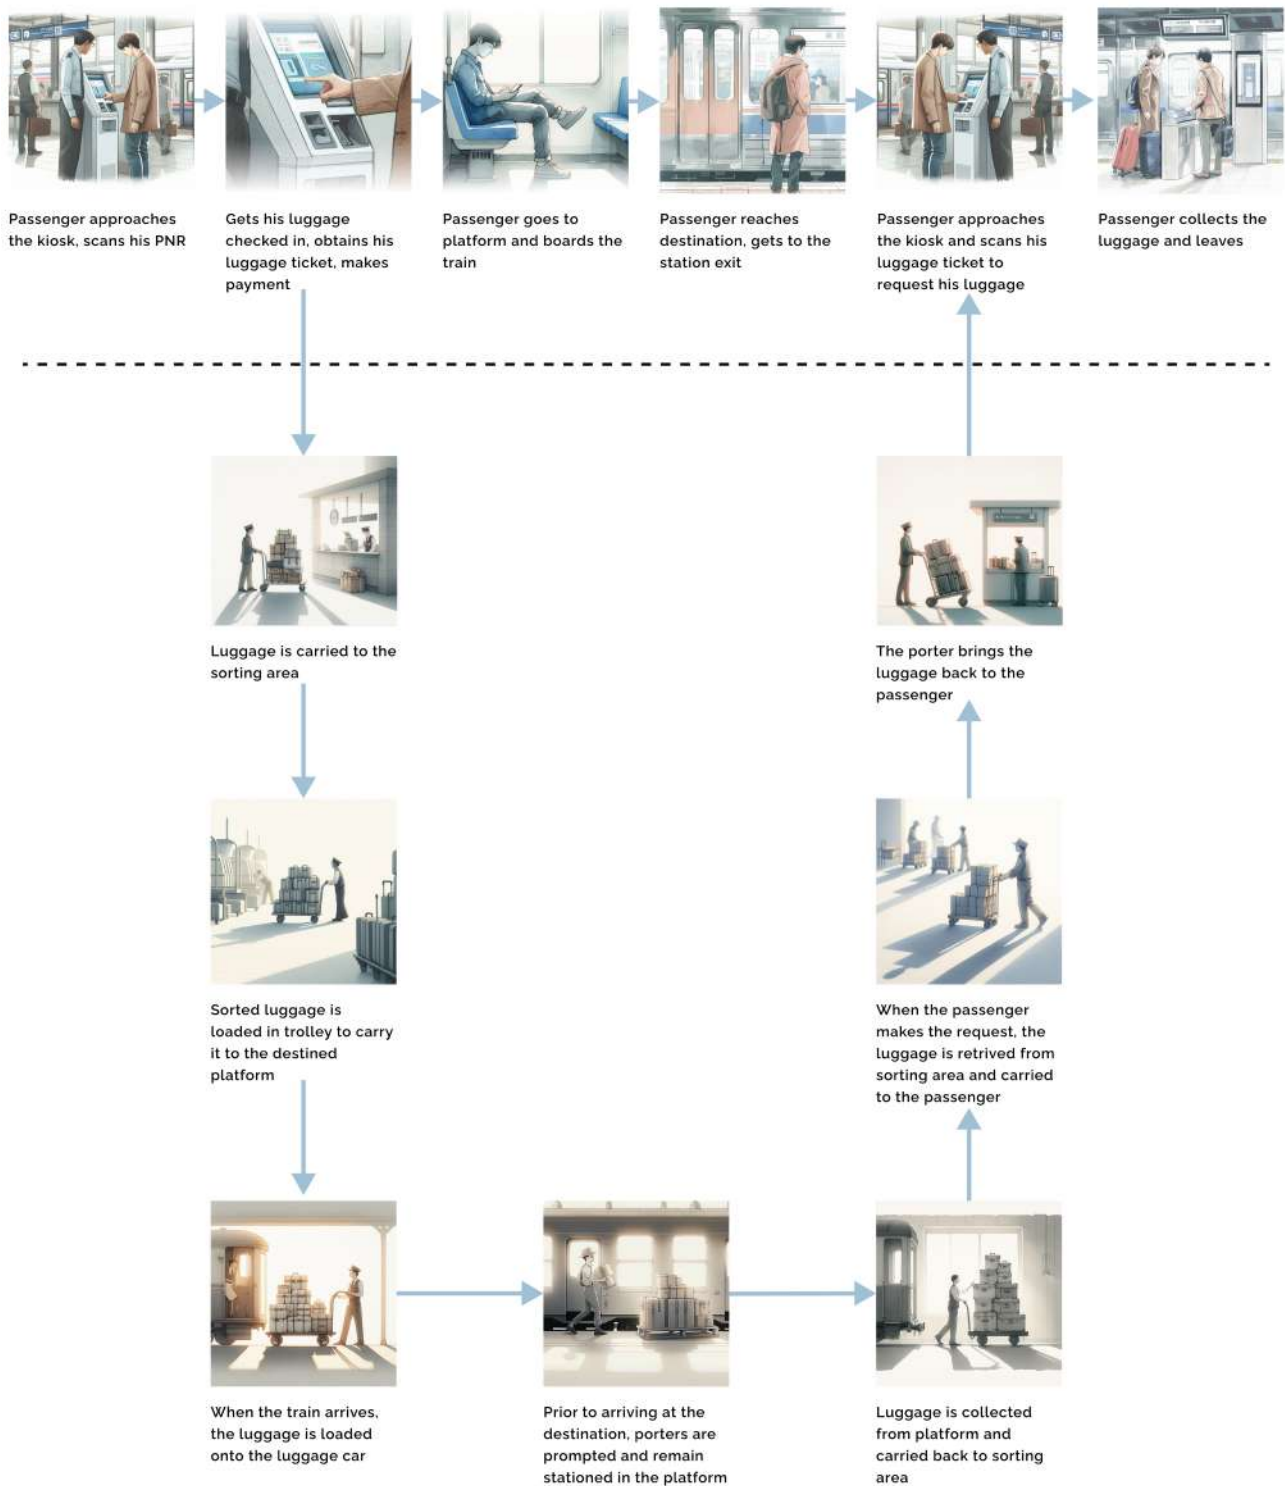 Passenger approaches
the kiosk, scans his PNR
Gets his luggage
checked in, obtains his
luggage ticket, makes
payment
Passenger goes to
platform and boards the
train
Passenger reaches
destination, gets to the
station exit
Passenger approaches
the kiosk and scans his
luggage ticket to
request his luggage
Passenger collects the
luggage and leaves
Luggage is carried to the
sorting area
The porter brings the
luggage back to the
passenger
Sorted luggage is
loaded in trolley to carry
it to the destined
platform
When the passenger
makes the request, the
luggage is retrived from
sorting area and carried
to the passenger
When the train arrives,
the luggage is loaded
onto the luggage car
Prior to arriving at the
destination, porters are
prompted and remain
stationed in the platform
Luggage is collected
from platform and
carried back to sorting
area